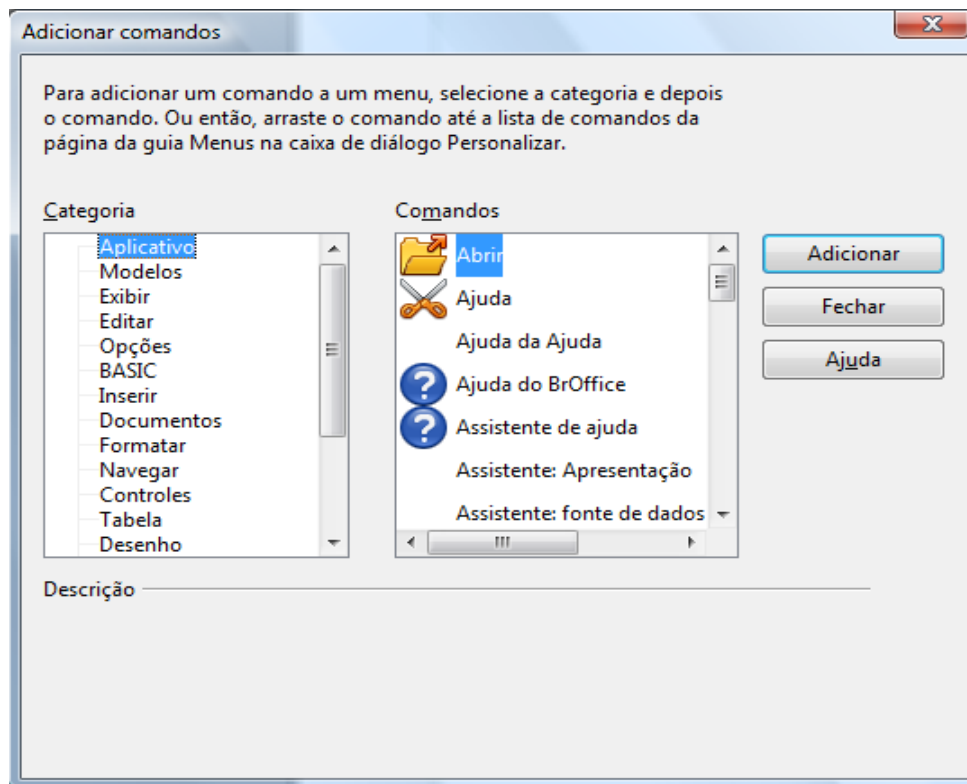 Adicionar comandos
Para adicionar um comando a um menu, selecione a categoria e depois
o comando. Ou então, arraste o comando até a lista de comandos da
página da guia Menus na caixa de diálogo Personalizar.
Categoria
Aplicativo
Modelos
Exibir
Editar
Opções
BASIC
Inserir
Documentos
Formatar
Navegar
Controles
Tabela
Desenho
Comandos
Abrir
Ajuda
Ajuda da Ajuda
Ajuda do BrOffice
Assistente de ajuda
Assistente: Apresentação
Assistente: fonte de dados
Adicionar
Fechar
Ajuda
Descrição